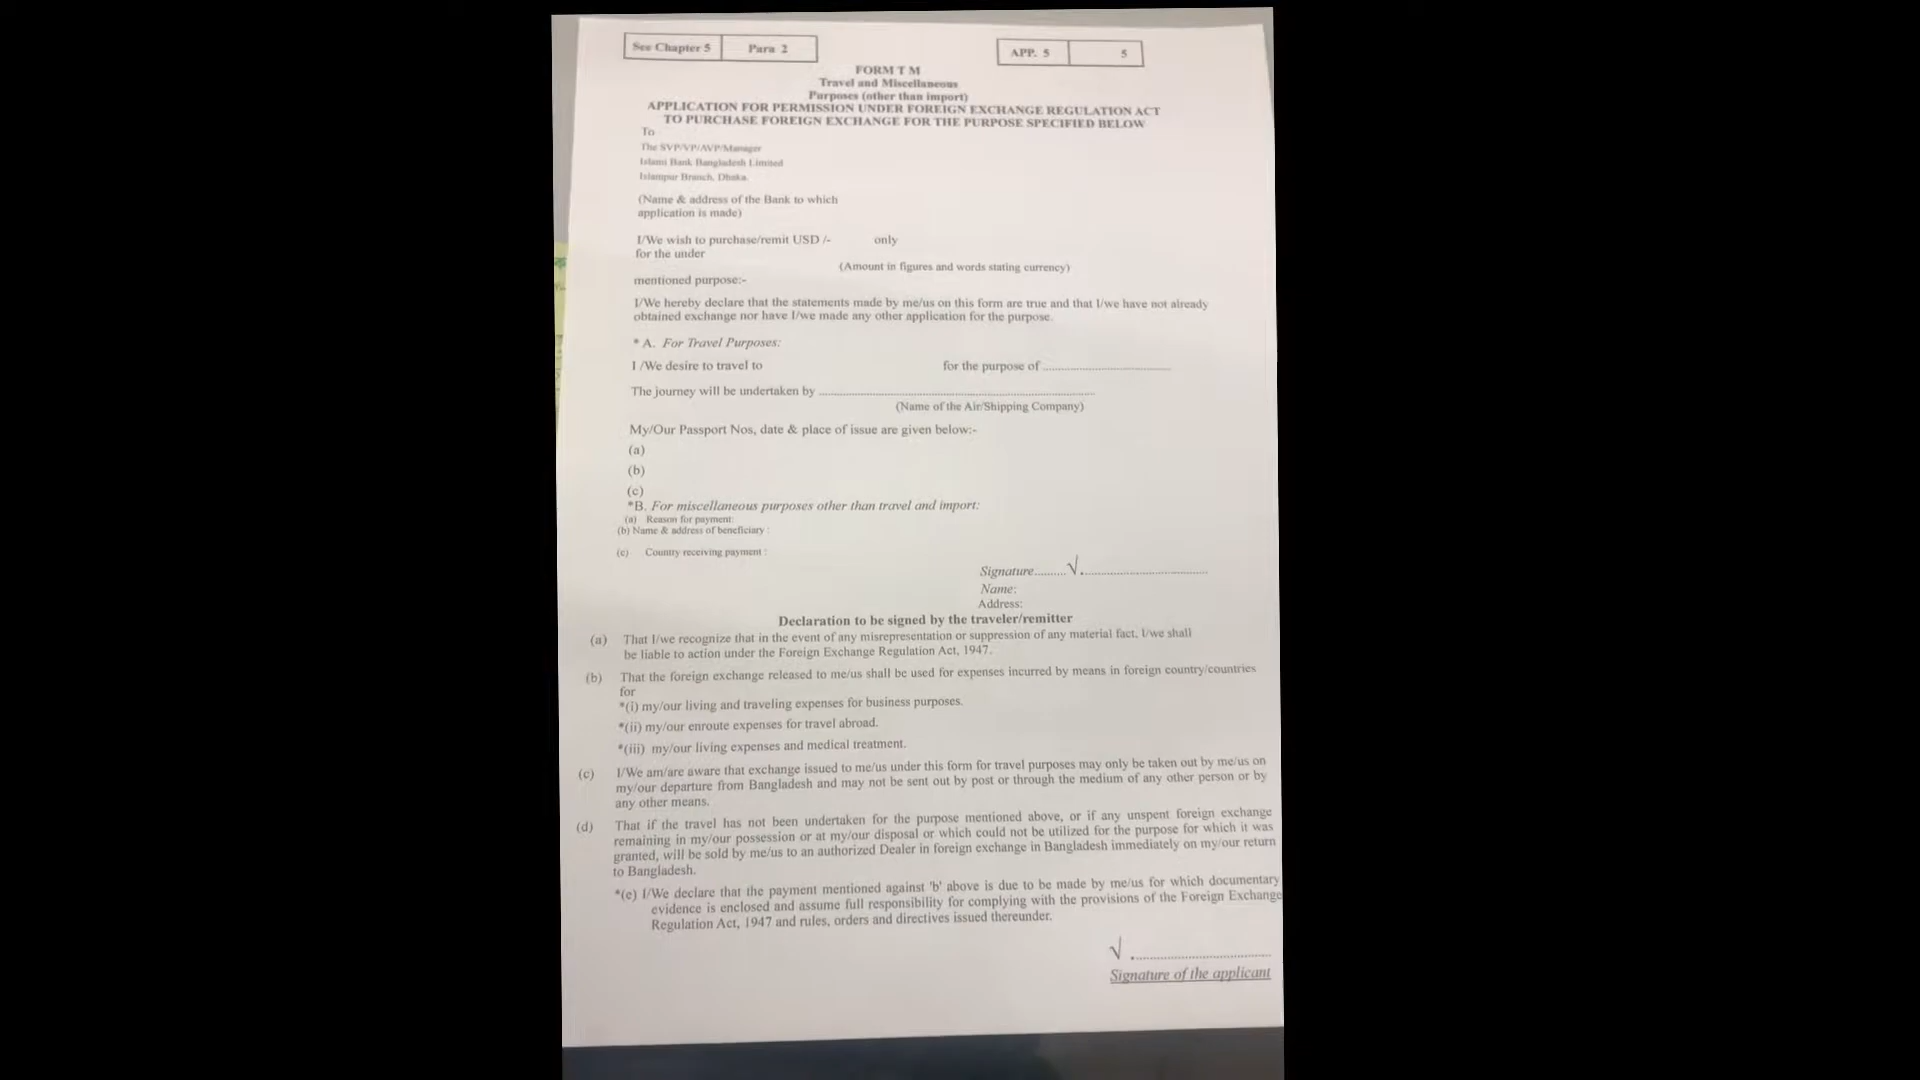 See Chapter 5 Para 2 APP. 5 5
FORM T M
Travel and Miscellaneous
Purposes (other than import)
APPLICATION FOR PERMISSION UNDER FOREIGN EXCHANGE REGULATION ACT
TO PURCHASE FOREIGN EXCHANGE FOR THE PURPOSE SPECIFIED BELOW
To
The SVP/VP/AVP/Manager
Islami Bank Bangladesh Limited
Islampur Branch, Dhaka.
(Name & address of the Bank to which
application is made)
I/We wish to purchase/remit USD /- only
for the under
(Amount in figures and words stating currency)
mentioned purpose:-
I/We hereby declare that the statements made by me/us on this form are true and that I/we have not already
obtained exchange nor have I/we made any other application for the purpose.
* A. For Travel Purposes:
I /We desire to travel to for the purpose of ................................
The journey will be undertaken by ................................................................
(Name of the Air/Shipping Company)
My/Our Passport Nos, date & place of issue are given below:-
(a)
(b)
(c)
*B. For miscellaneous purposes other than travel and import:
(a) Reason for payment:
(b) Name & address of beneficiary :
(c) Country receiving payment :
Signature.........√................................
Name:
Address:
Declaration to be signed by the traveler/remitter
(a) That I/we recognize that in the event of any misrepresentation or suppression of any material fact, I/we shall
be liable to action under the Foreign Exchange Regulation Act, 1947.
(b) That the foreign exchange released to me/us shall be used for expenses incurred by means in foreign country/countries
for
*(i) my/our living and traveling expenses for business purposes.
*(ii) my/our enroute expenses for travel abroad.
*(iii) my/our living expenses and medical treatment.
(c) I/We am/are aware that exchange issued to me/us under this form for travel purposes may only be taken out by me/us on
my/our departure from Bangladesh and may not be sent out by post or through the medium of any other person or by
any other means.
(d) That if the travel has not been undertaken for the purpose mentioned above, or if any unspent foreign exchange
remaining in my/our possession or at my/our disposal or which could not be utilized for the purpose for which it was
granted, will be sold by me/us to an authorized Dealer in foreign exchange in Bangladesh immediately on my/our return
to Bangladesh.
*(e) I/We declare that the payment mentioned against 'b' above is due to be made by me/us for which documentary
evidence is enclosed and assume full responsibility for complying with the provisions of the Foreign Exchange
Regulation Act, 1947 and rules, orders and directives issued thereunder.
√ ................................
Signature of the applicant